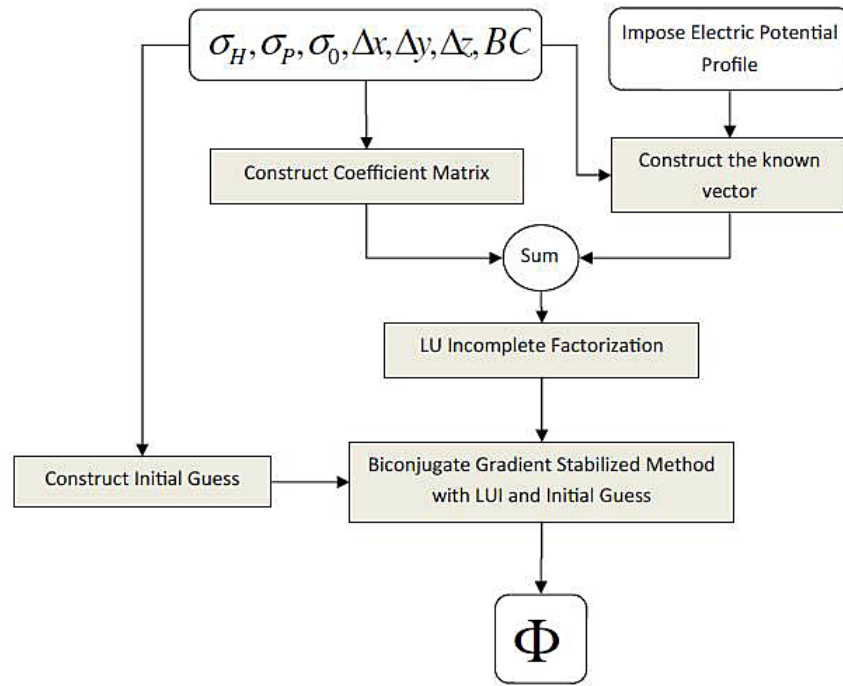 σ_H, σ_P, σ_0, Δx, Δy, Δz, BC
Impose Electric Potential
Profile
Construct Coefficient Matrix
Construct the known
vector
Sum
LU Incomplete Factorization
Construct Initial Guess
Biconjugate Gradient Stabilized Method
with LUI and Initial Guess
Φ